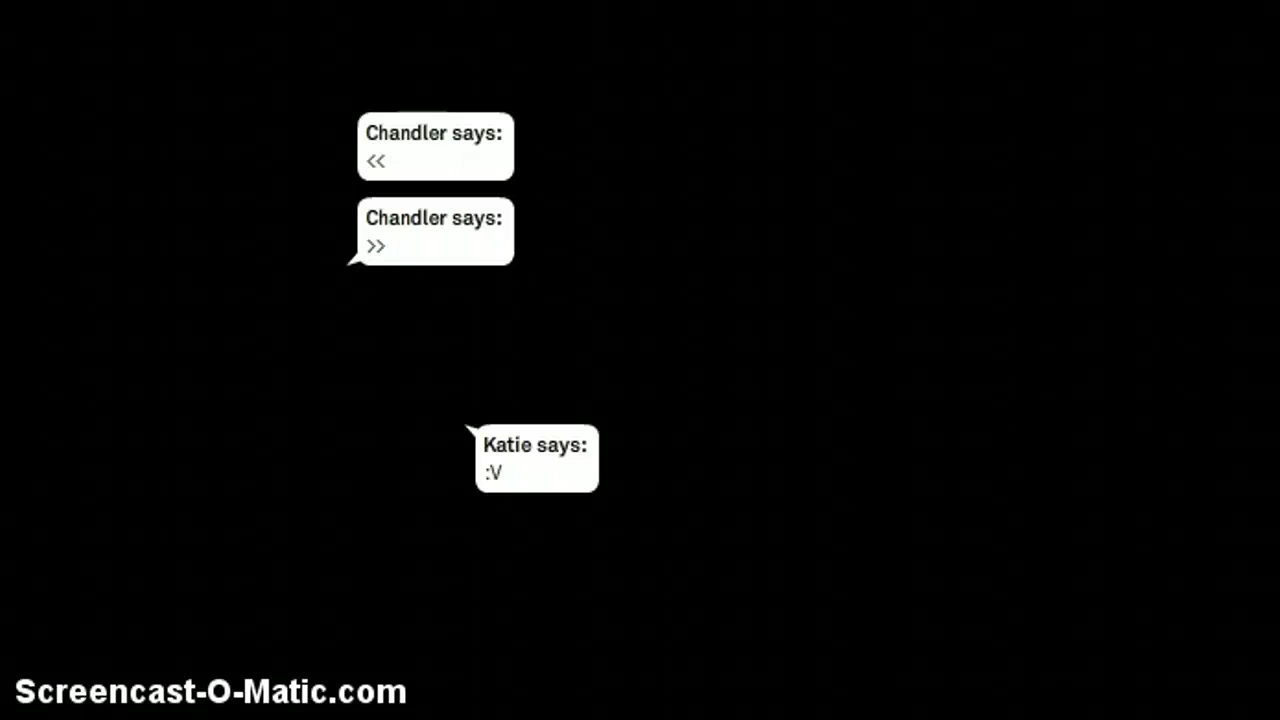 Chandler says:
<<
Chandler says:
>>
Katie says:
:V
Screencast-O-Matic.com